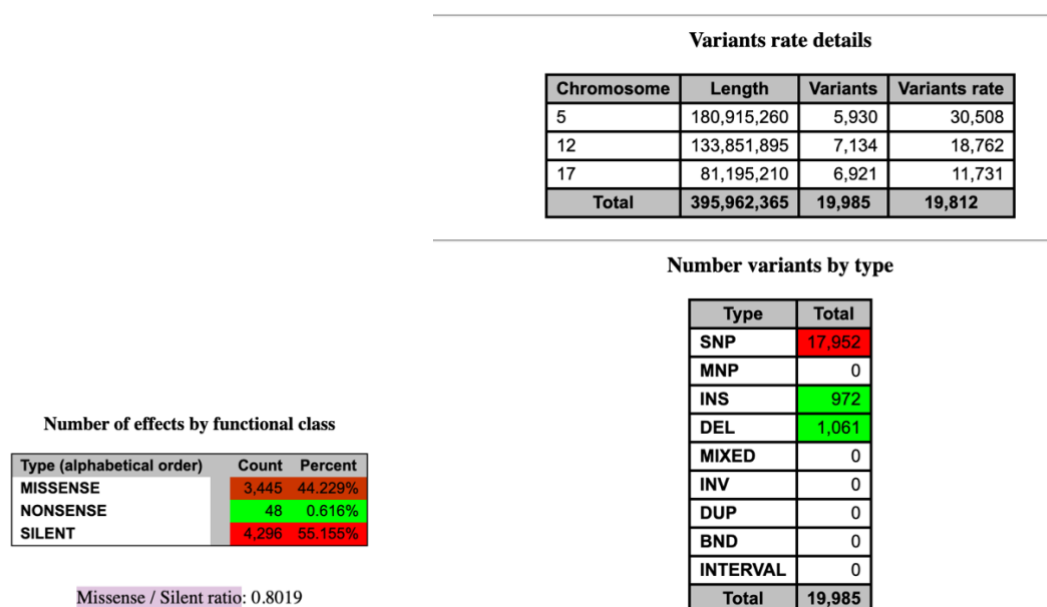 Variants rate details
Chromosome Length Variants Variants rate
5 180,915,260 5,930 30,508
12 133,851,895 7,134 18,762
17 81,195,210 6,921 11,731
Total 395,962,365 19,985 19,812
Number variants by type
Type Total
SNP 17,952
MNP 0
INS 972
DEL 1,061
MIXED 0
INV 0
DUP 0
BND 0
INTERVAL 0
Total 19,985
Number of effects by functional class
Type (alphabetical order) Count Percent
MISSENSE 3,445 44.229%
NONSENSE 48 0.616%
SILENT 4,296 55.155%
Missense / Silent ratio: 0.8019